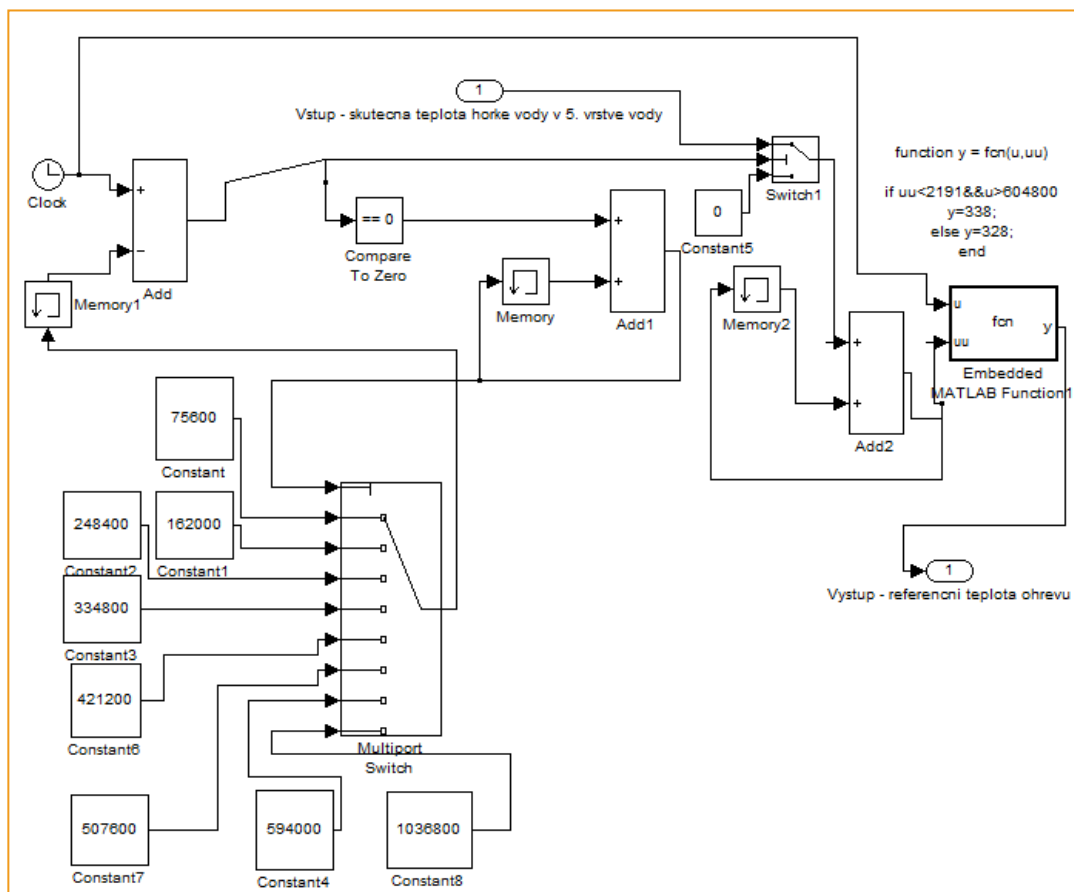 1
Vstup - skutecna teplota horke vody v 5. vrstve vody
function y = fcn(u,uu)
if uu<2191&&u>604800
y=338;
else y=328;
end
Clock
+
−
Add
Memory1
== 0
Compare
To Zero
Memory
+
+
Add1
Switch1
0
Constant5
Memory2
+
+
Add2
u
uu
fcn
y
Embedded
MATLAB Function1
75600
Constant
248400
Constant2
162000
Constant1
334800
Constant3
421200
Constant6
Multiport
Switch
507600
Constant7
594000
Constant4
1036800
Constant8
1
Vystup - referencni teplota ohrevu